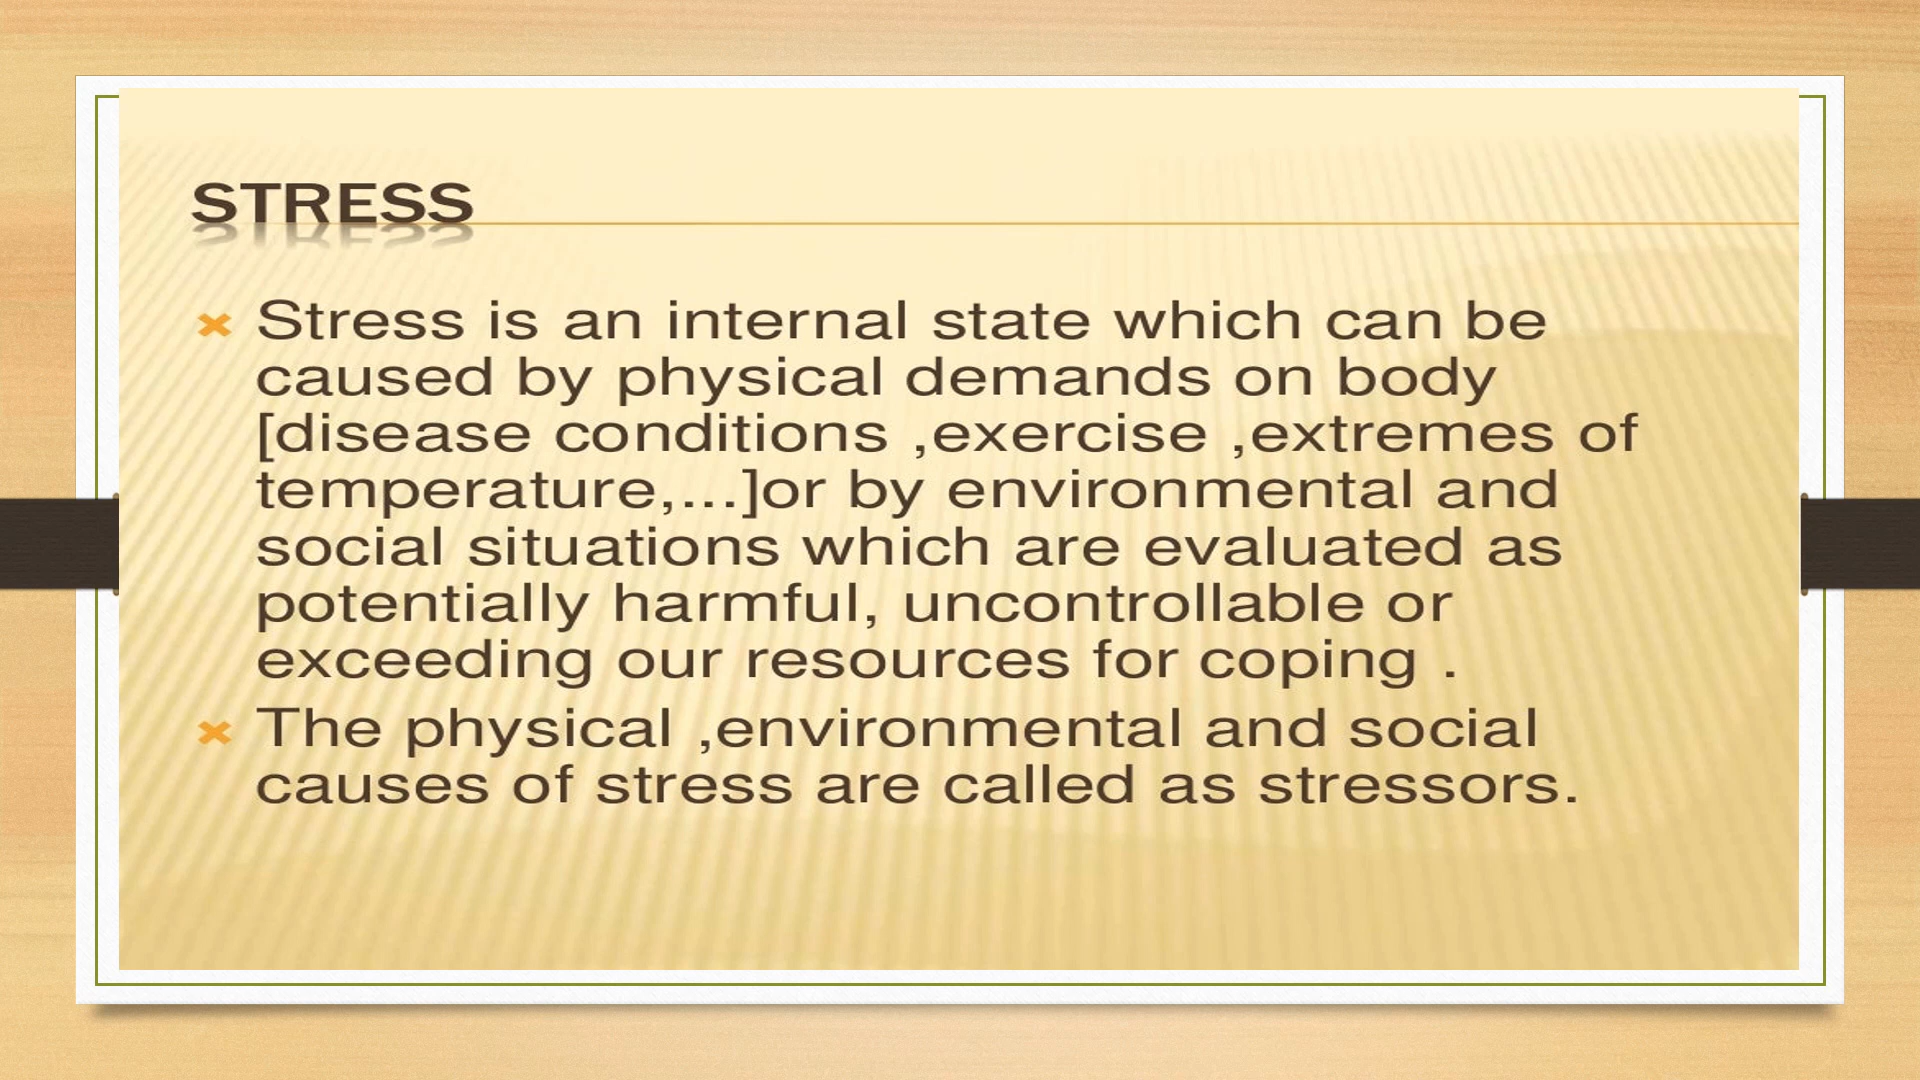 STRESS
Stress is an internal state which can be
caused by physical demands on body
[disease conditions ,exercise ,extremes of
temperature,...]or by environmental and
social situations which are evaluated as
potentially harmful, uncontrollable or
exceeding our resources for coping .
The physical ,environmental and social
causes of stress are called as stressors.